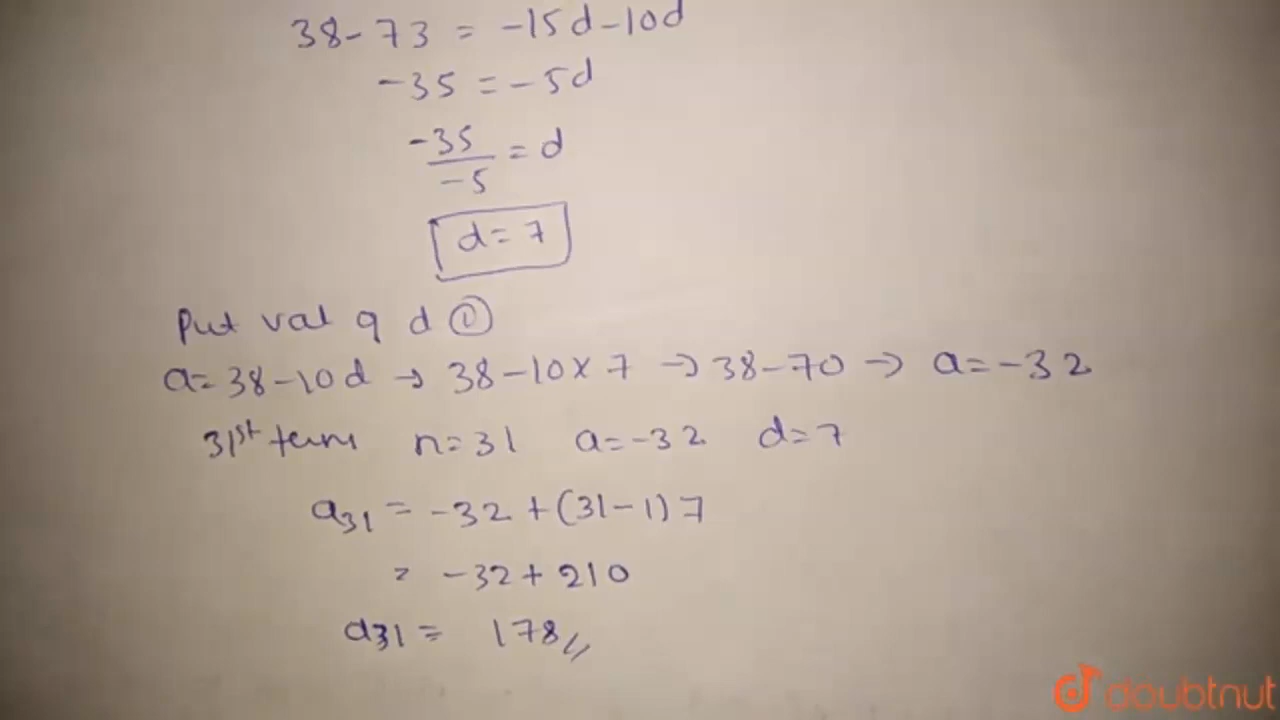 38-73 = -15d-10d
-35 = -5d
-35/-5 = d
d=7
Put val q d ①
a=38-10d → 38-10×7 → 38-70 → a=-32
31st term n=31 a=-32 d=7
a31 = -32+(31-1)7
= -32+210
a31 = 178//
doubtnut